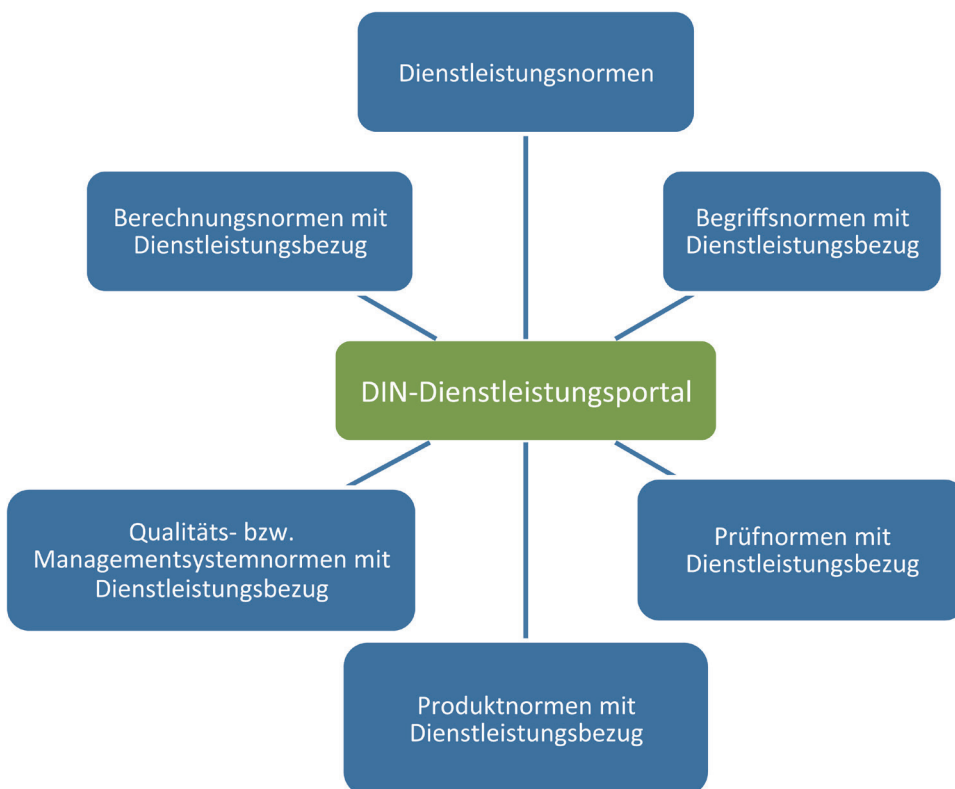 Dienstleistungsnormen
Berechnungsnormen mit
Dienstleistungsbezug
Begriffsnormen mit
Dienstleistungsbezug
DIN-Dienstleistungsportal
Qualitäts- bzw.
Managementsystemnormen mit
Dienstleistungsbezug
Prüfnormen mit
Dienstleistungsbezug
Produktnormen mit
Dienstleistungsbezug